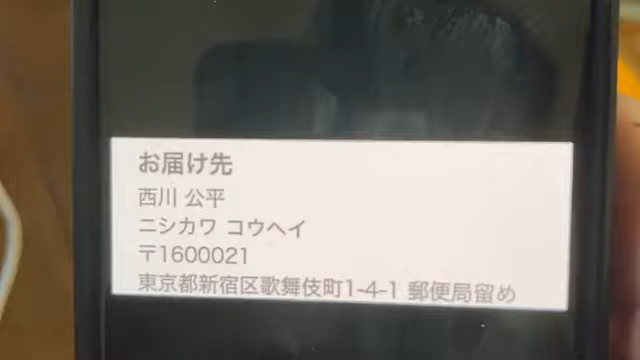 お届け先
西川 公平
ニシカワ コウヘイ
〒1600021
東京都新宿区歌舞伎町1-4-1 郵便局留め